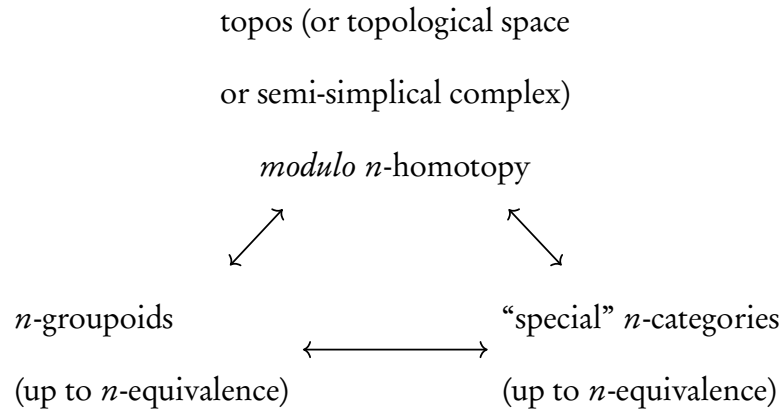 topos (or topological space
or semi-simplical complex)
modulo n-homotopy
n-groupoids
(up to n-equivalence)
“special” n-categories
(up to n-equivalence)